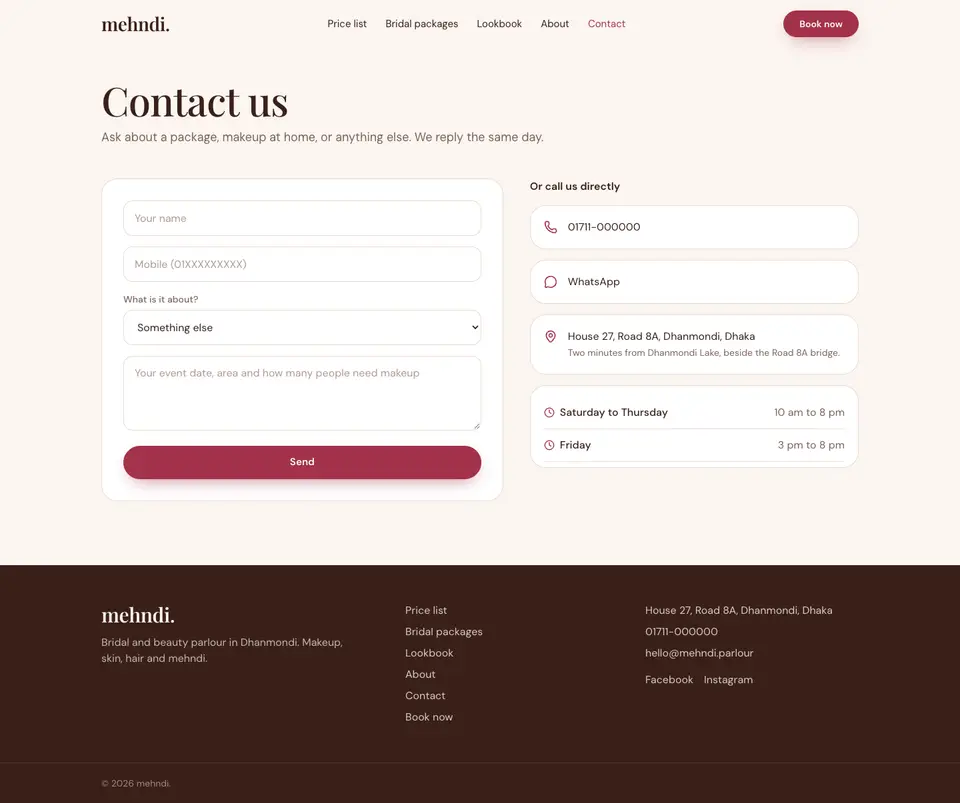 mehndi.
Price list
Bridal packages
Lookbook
About
Contact
Book now
Contact us
Ask about a package, makeup at home, or anything else. We reply the same day.
Your name
Mobile (01XXXXXXXXX)
What is it about?
Something else
Your event date, area and how many people need makeup
Send
Or call us directly
01711-000000
WhatsApp
House 27, Road 8A, Dhanmondi, Dhaka
Two minutes from Dhanmondi Lake, beside the Road 8A bridge.
Saturday to Thursday 10 am to 8 pm
Friday 3 pm to 8 pm
mehndi.
Bridal and beauty parlour in Dhanmondi. Makeup,
skin, hair and mehndi.
Price list
Bridal packages
Lookbook
About
Contact
Book now
House 27, Road 8A, Dhanmondi, Dhaka
01711-000000
hello@mehndi.parlour
Facebook Instagram
© 2026 mehndi.